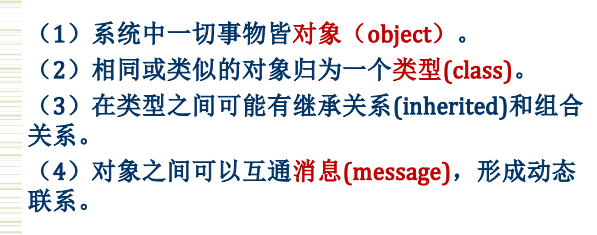 （1）系统中一切事物皆对象（object）。
（2）相同或类似的对象归为一个类型(class)。
（3）在类型之间可能有继承关系(inherited)和组合
关系。
（4）对象之间可以互通消息(message)，形成动态
联系。